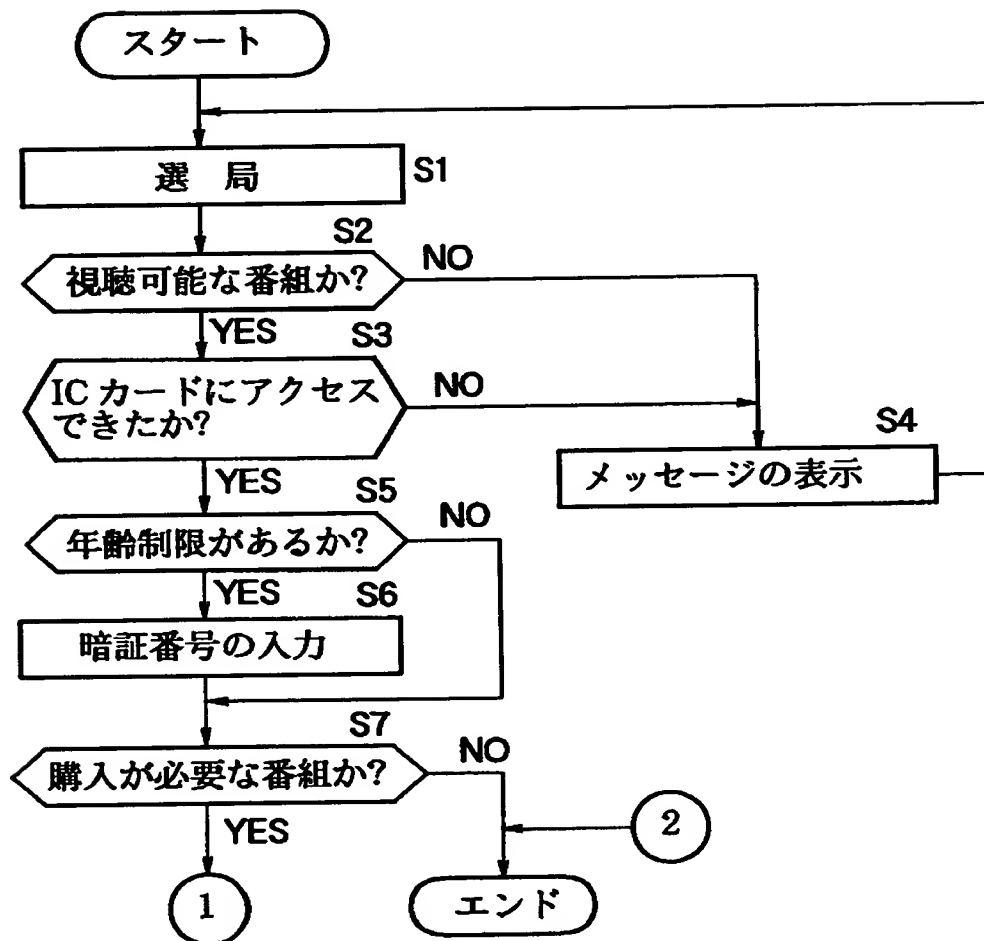 スタート
選 局
S1
S2
視聴可能な番組か?
NO
YES
S3
ICカードにアクセス
できたか?
NO
YES
S4
メッセージの表示
S5
年齢制限があるか?
NO
YES
S6
暗証番号の入力
S7
購入が必要な番組か?
NO
YES
2
1
エンド